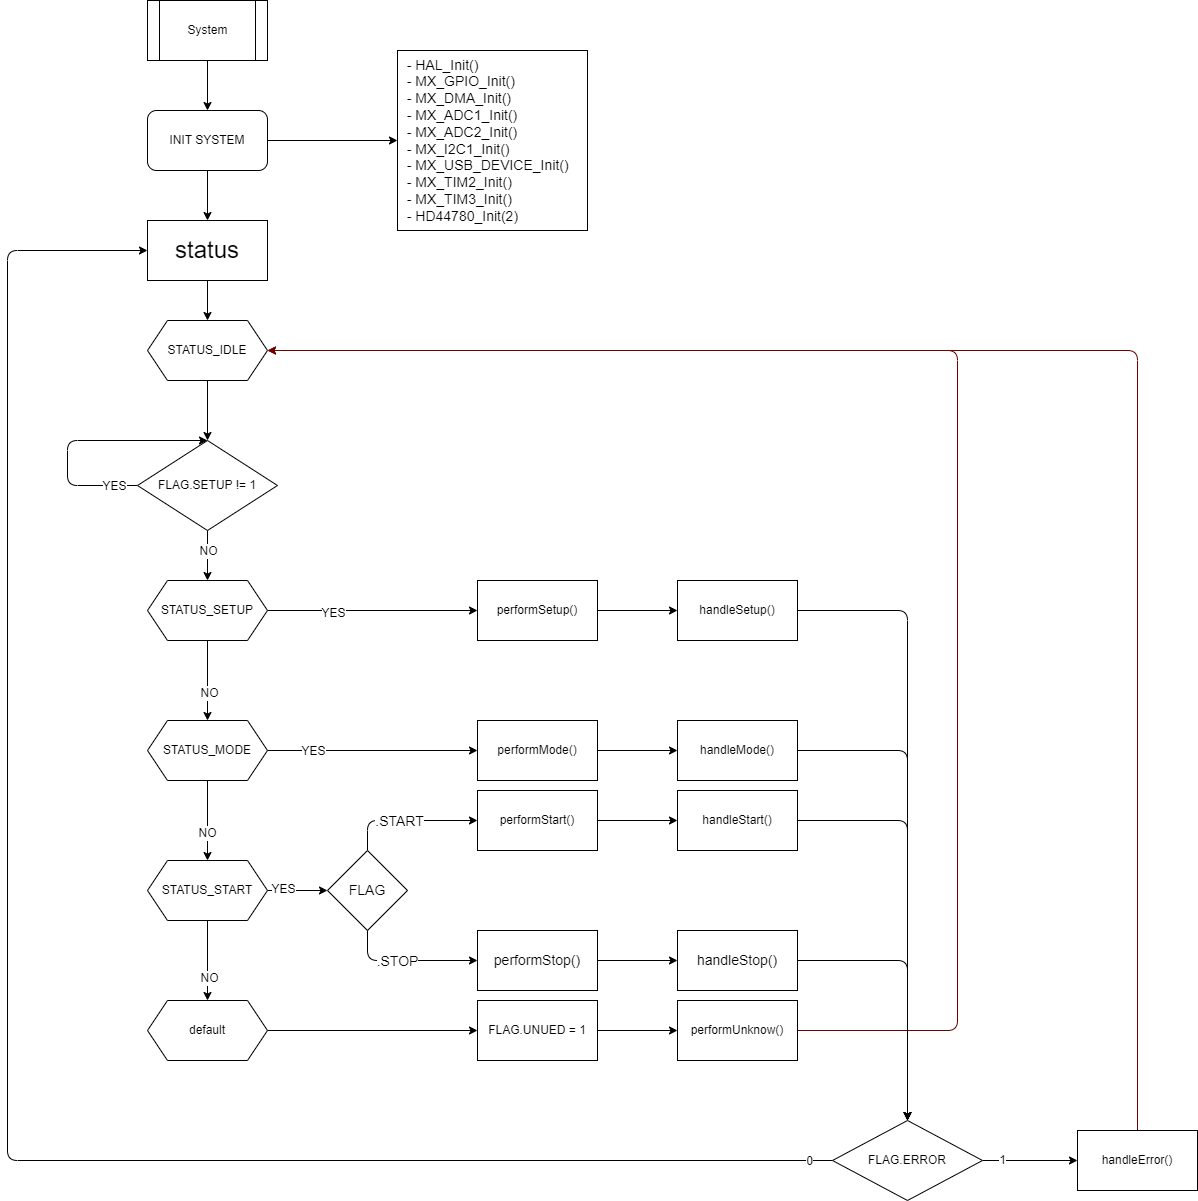 System
INIT SYSTEM
- HAL_Init()
- MX_GPIO_Init()
- MX_DMA_Init()
- MX_ADC1_Init()
- MX_ADC2_Init()
- MX_I2C1_Init()
- MX_USB_DEVICE_Init()
- MX_TIM2_Init()
- MX_TIM3_Init()
- HD44780_Init(2)
status
STATUS_IDLE
FLAG.SETUP != 1
YES
NO
STATUS_SETUP
YES
performSetup()
handleSetup()
NO
STATUS_MODE
YES
performMode()
handleMode()
.START
performStart()
handleStart()
NO
STATUS_START
YES
FLAG
.STOP
performStop()
handleStop()
NO
default
FLAG.UNUED = 1
performUnknow()
0
FLAG.ERROR
1
handleError()